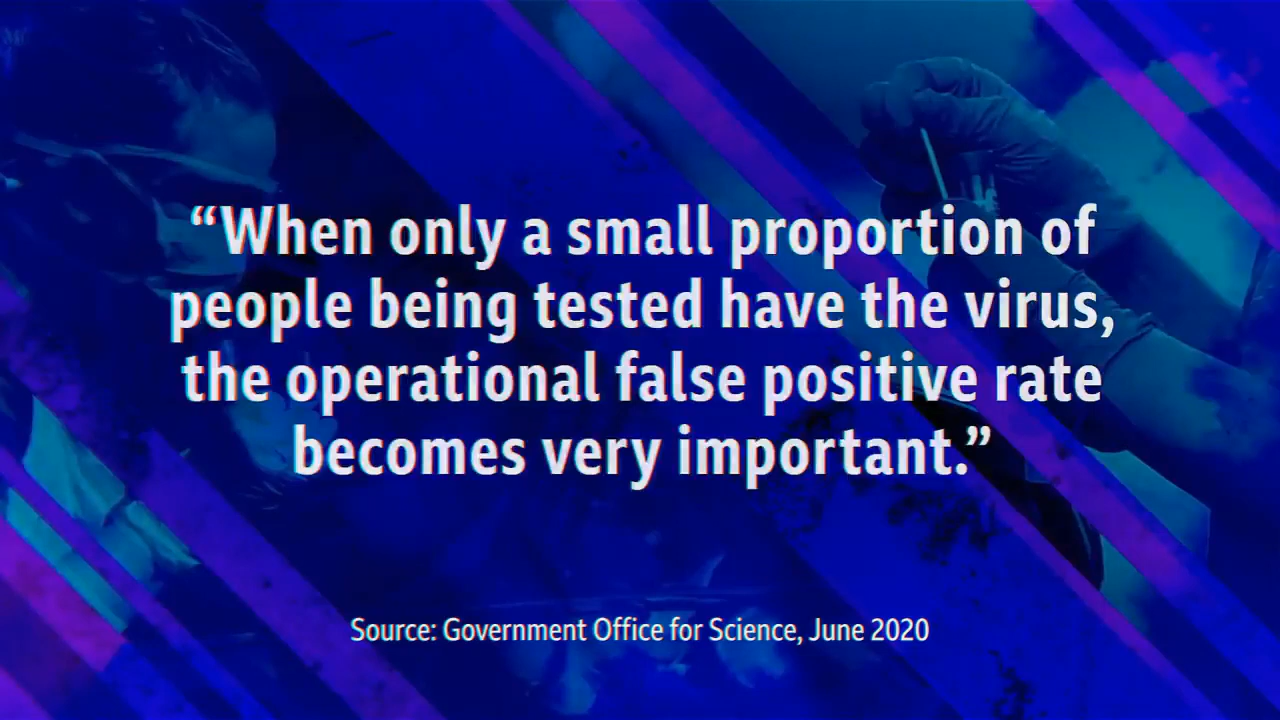 “When only a small proportion of
people being tested have the virus,
the operational false positive rate
becomes very important.”
Source: Government Office for Science, June 2020